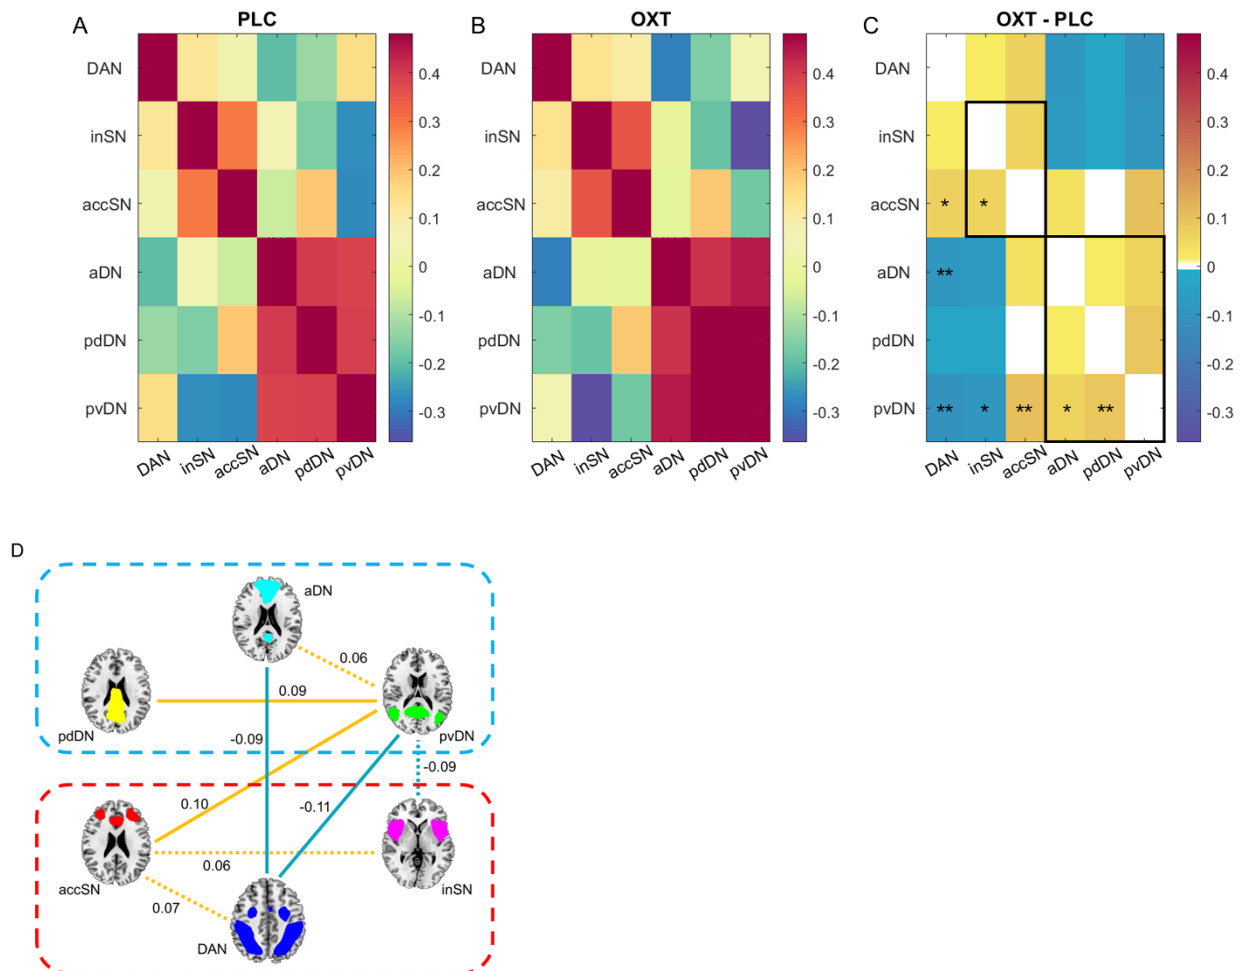 A
PLC
B
OXT
C
OXT - PLC
DAN
inSN
accSN
aDN
pdDN
pvDN
DAN
inSN
accSN
aDN
pdDN
pvDN
0.4
0.3
0.2
0.1
0
-0.1
-0.2
-0.3
DAN
inSN
accSN
aDN
pdDN
pvDN
DAN
inSN
accSN
aDN
pdDN
pvDN
0.4
0.3
0.2
0.1
0
-0.1
-0.2
-0.3
DAN
inSN
accSN
* *
aDN
**
pdDN
pvDN
** * ** * **
DAN
inSN
accSN
aDN
pdDN
pvDN
0.4
0.3
0.2
0.1
0
-0.1
-0.2
-0.3
D
aDN
0.06
0.09
pdDN
pvDN
-0.09
-0.09
0.10
-0.11
0.06
accSN
inSN
0.07
DAN